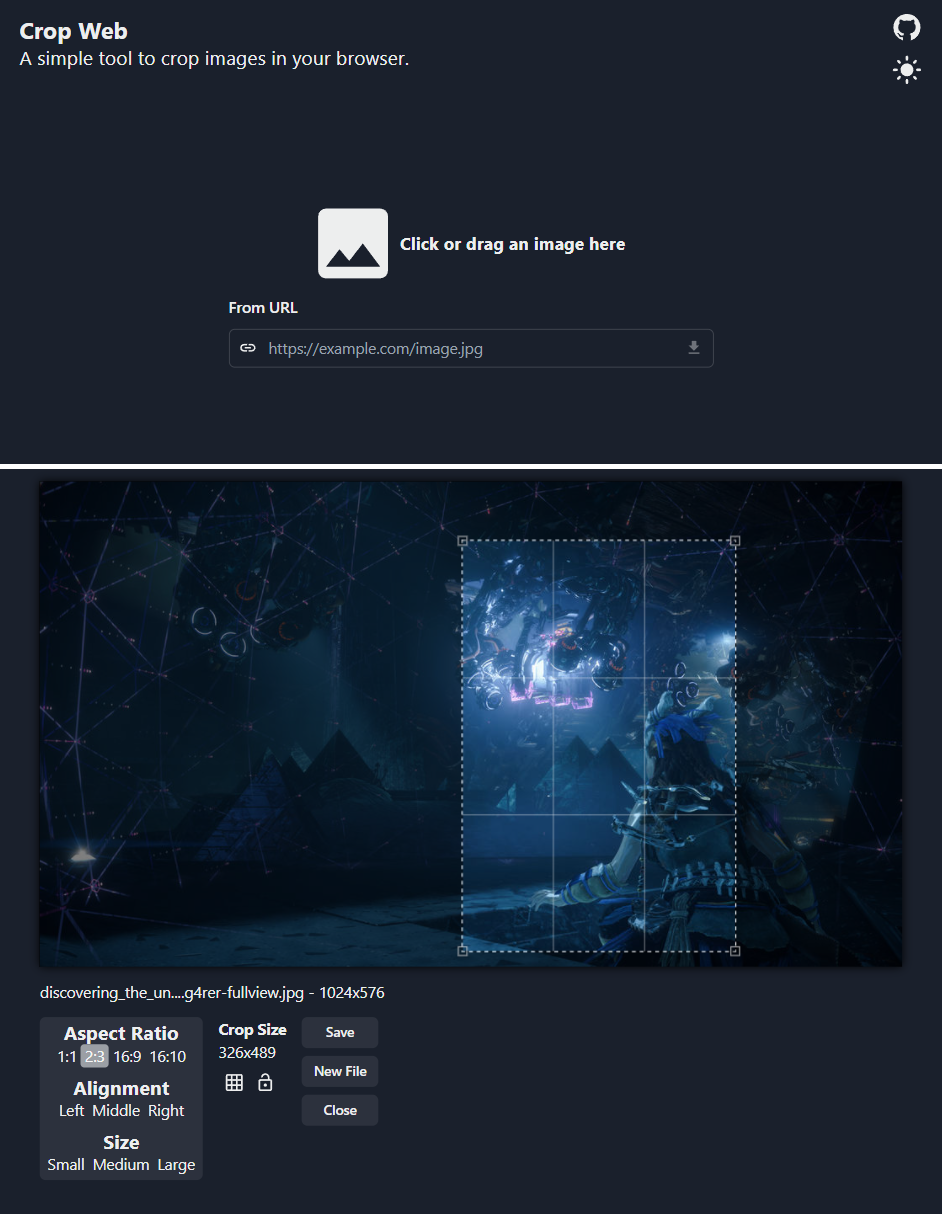 Crop Web
A simple tool to crop images in your browser.
Click or drag an image here
From URL
https://example.com/image.jpg
discovering_the_un....g4rer-fullview.jpg - 1024x576
Aspect Ratio
1:1 2:3 16:9 16:10
Alignment
Left Middle Right
Size
Small Medium Large
Crop Size
326x489
Save
New File
Close